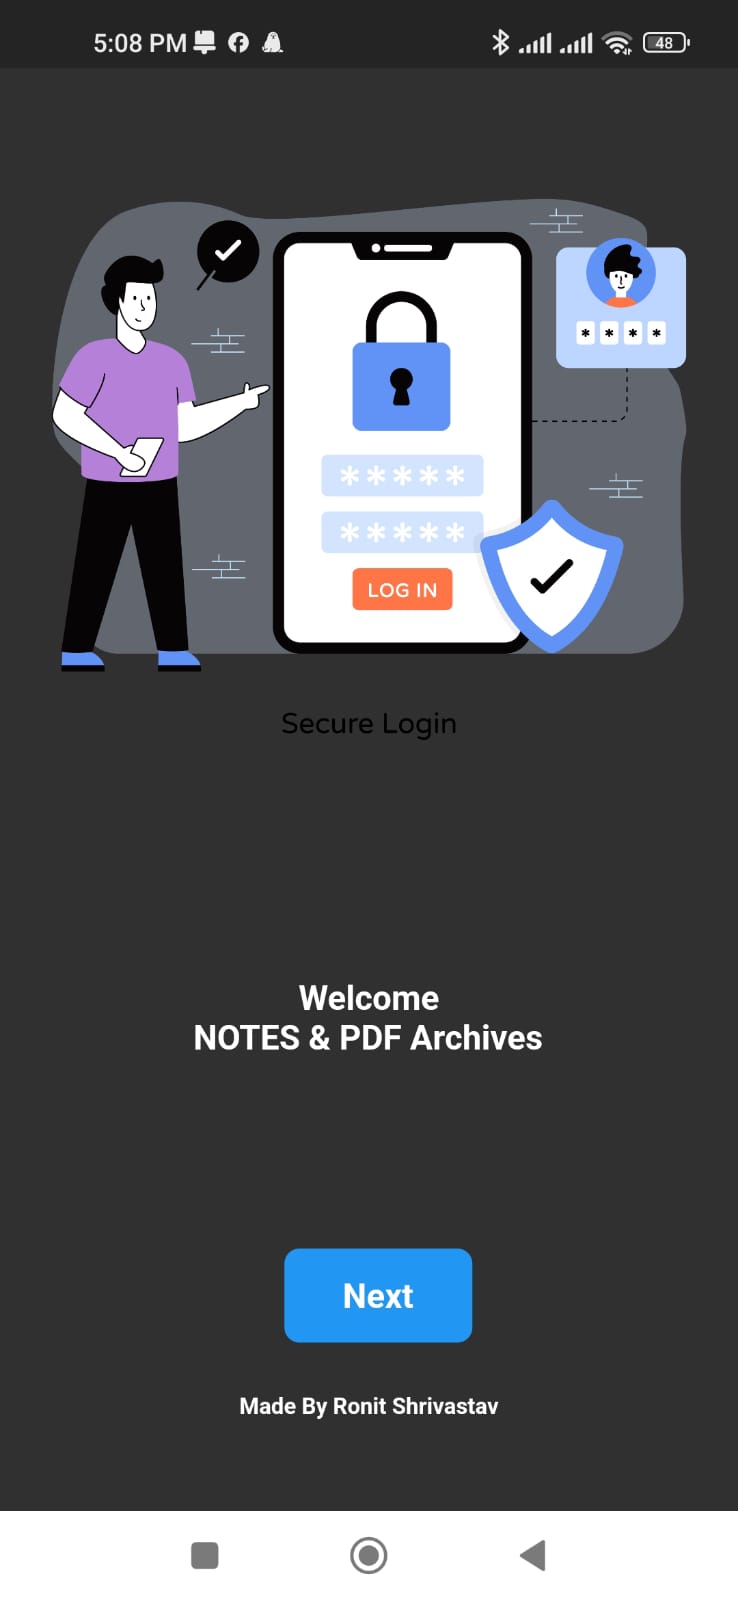 5:08 PM
48
* * * *
*****
*****
LOG IN
Secure Login
Welcome
NOTES & PDF Archives
Next
Made By Ronit Shrivastav